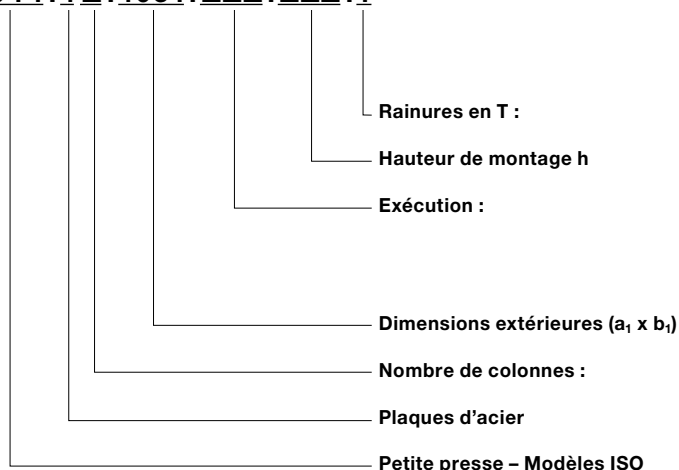 Rainures en T :
Hauteur de montage h
Exécution :
Dimensions extérieures (a₁ x b₁)
Nombre de colonnes :
Plaques d’acier
Petite presse – Modèles ISO